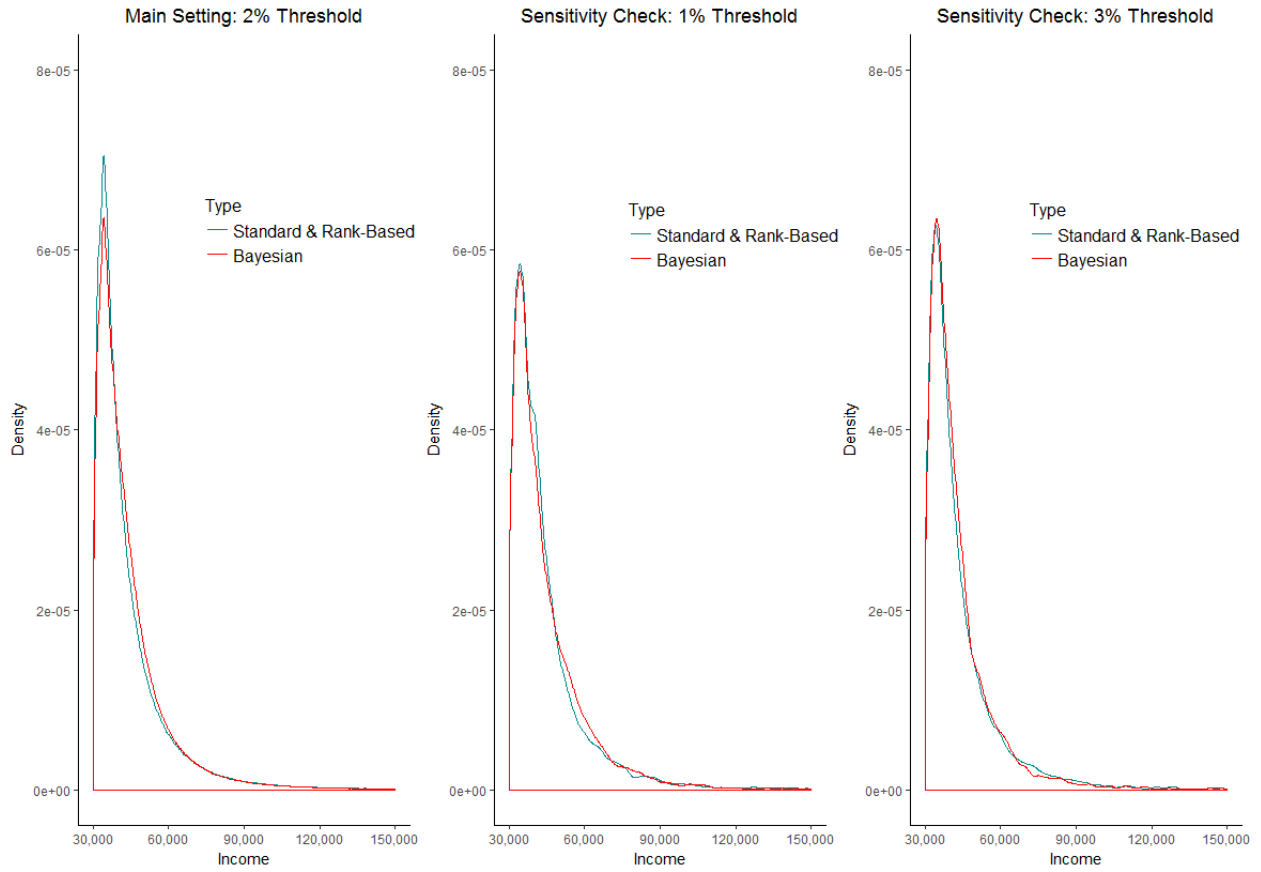 Main Setting: 2% Threshold
8e-05
6e-05
4e-05
2e-05
0e+00
Density
Type
Standard & Rank-Based
Bayesian
30,000
60,000
90,000
120,000
150,000
Income
Sensitivity Check: 1% Threshold
8e-05
6e-05
4e-05
2e-05
0e+00
Density
Type
Standard & Rank-Based
Bayesian
30,000
60,000
90,000
120,000
150,000
Income
Sensitivity Check: 3% Threshold
8e-05
6e-05
4e-05
2e-05
0e+00
Density
Type
Standard & Rank-Based
Bayesian
30,000
60,000
90,000
120,000
150,000
Income